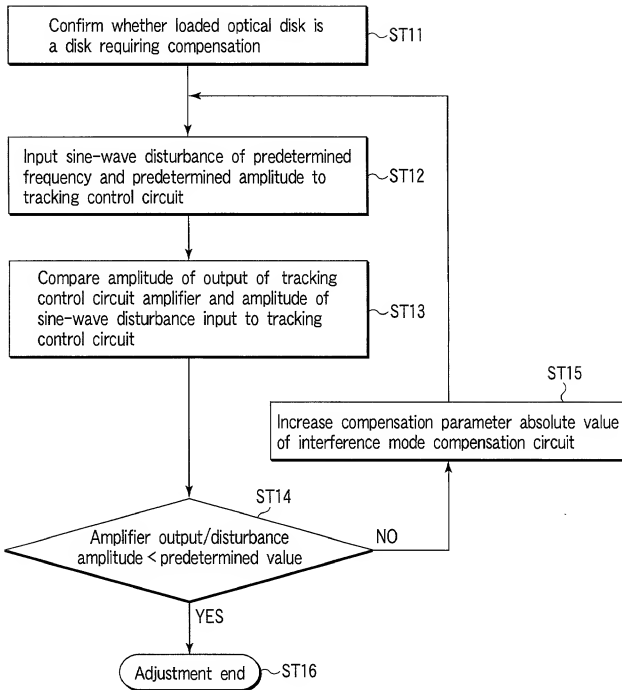 Confirm whether loaded optical disk is
a disk requiring compensation
ST11
Input sine-wave disturbance of predetermined
frequency and predetermined amplitude to
tracking control circuit
ST12
Compare amplitude of output of tracking
control circuit amplifier and amplitude of
sine-wave disturbance input to tracking
control circuit
ST13
ST15
Increase compensation parameter absolute value
of interference mode compensation circuit
ST14
Amplifier output/disturbance
amplitude < predetermined value
NO
YES
Adjustment end
ST16